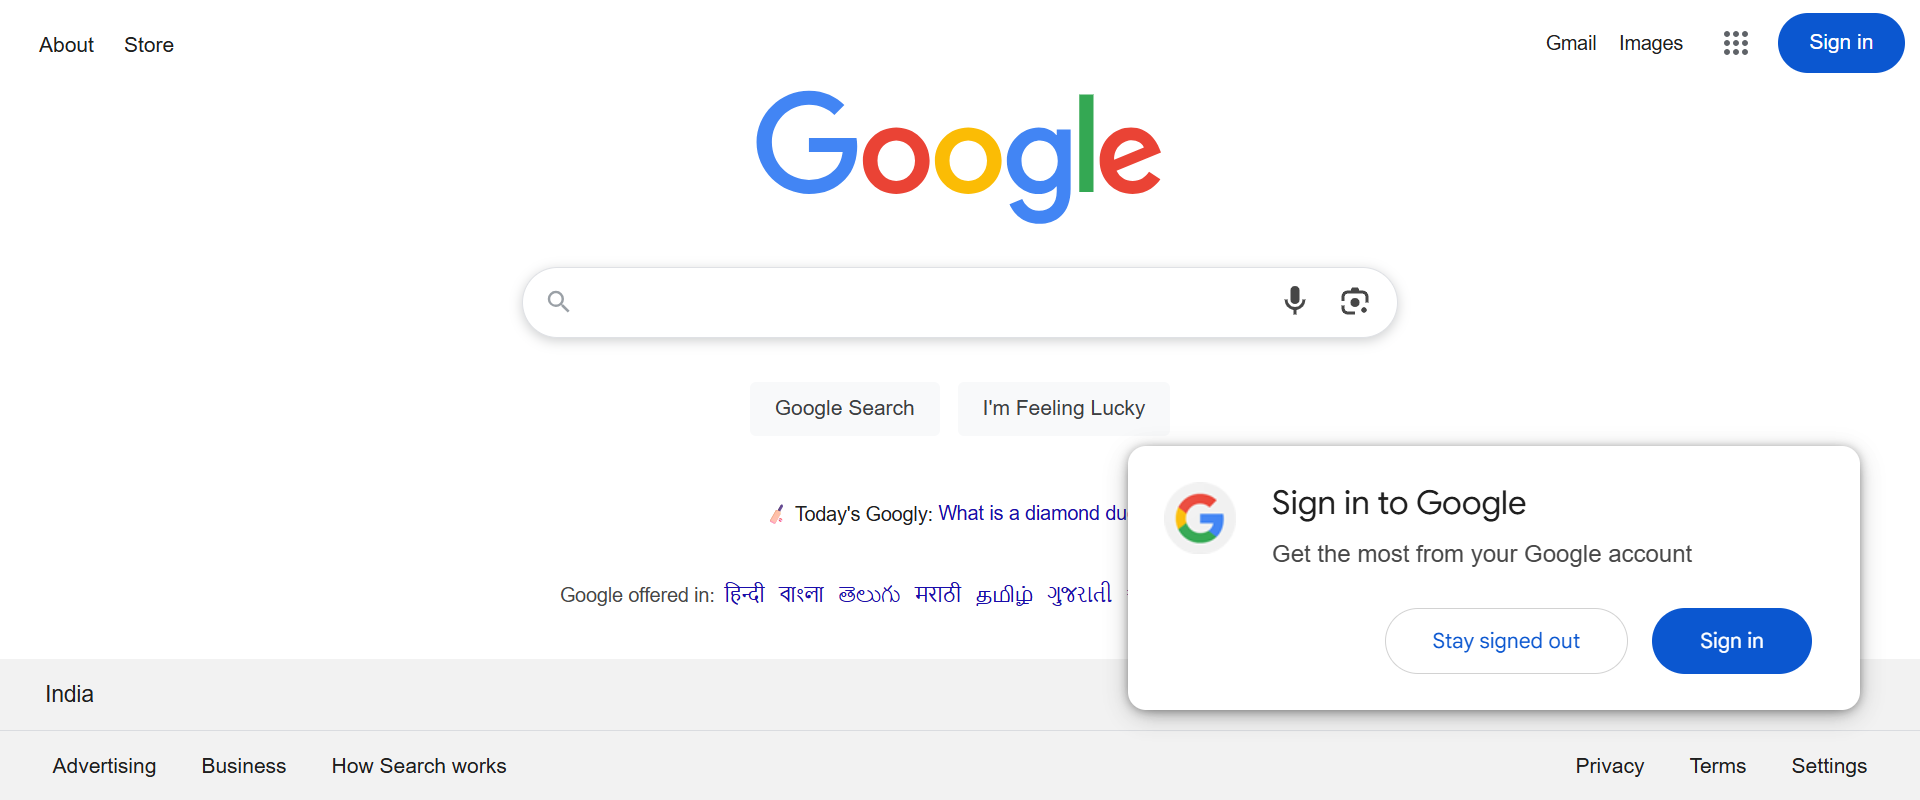 About Store
Gmail Images Sign in
Google
Google Search I'm Feeling Lucky
Today's Googly: What is a diamond
Google offered in: हिन्दी বাংলা తెలుగు मराठी தமிழ் ગુજરાતી
Sign in to Google
Get the most from your Google account
Stay signed out Sign in
India
Advertising Business How Search works
Privacy Terms Settings